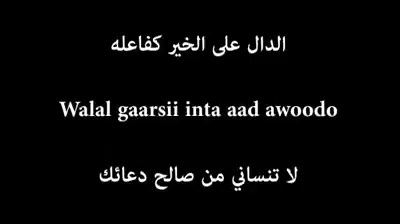 الدال على الخير كفاعله
Walal gaarsii inta aad awoodo
لا تنساني من صالح دعائك